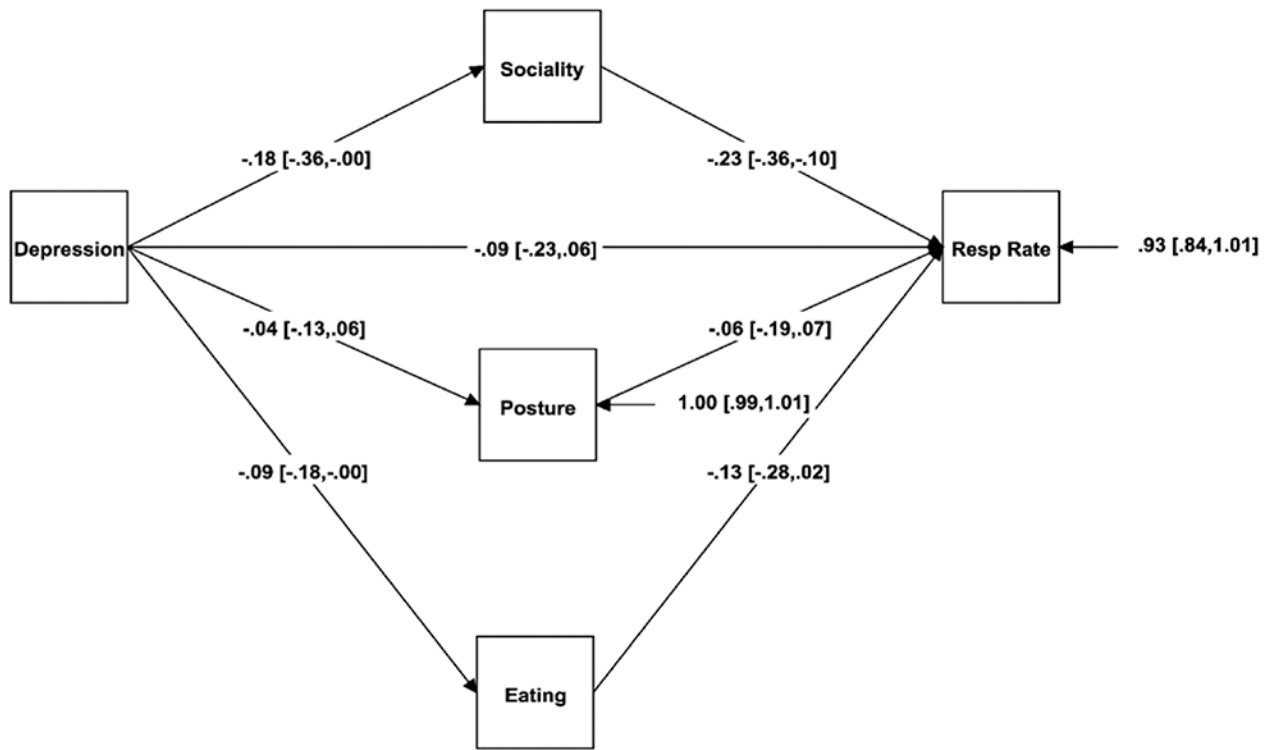 Sociality
-.18 [-.36,-.00]
-.23 [-.36,-.10]
Depression
-.09 [-.23,.06]
Resp Rate
.93 [.84,1.01]
-.04 [-.13,.06]
-.06 [-.19,.07]
Posture
1.00 [.99,1.01]
-.09 [-.18,-.00]
-.13 [-.28,.02]
Eating